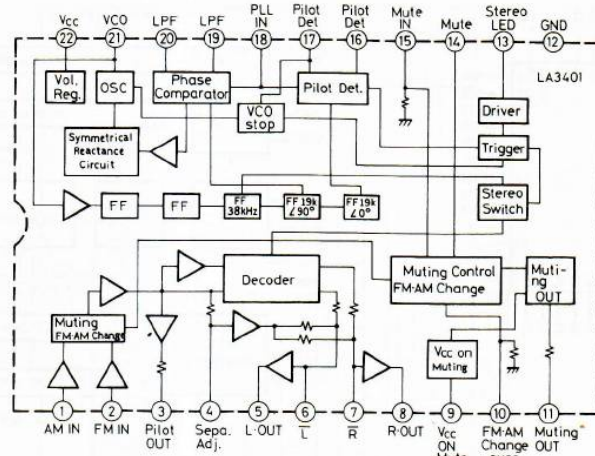 Vcc VCO LPF LPF PLL IN Pilot Det Pilot Det Mute IN Mute Stereo LED GND
22 21 20 19 18 17 16 15 14 13 12
LA3401
Vol. Reg.
OSC
Phase Comparator
Pilot Det.
Driver
VCO stop
Symmetrical Reactance Circuit
Trigger
FF
FF
FF 38kHz
FF 19k ∠90°
FF 19k ∠0°
Stereo Switch
Decoder
Muting Control FM·AM Change
Muti- ng OUT
Muting FM·AM Change
Vcc on Muting
1 2 3 4 5 6 7 8 9 10 11
AM IN FM IN Pilot OUT Sepa. Adj. L·OUT L̅ R̅ R·OUT Vcc ON FM·AM Change Muting OUT